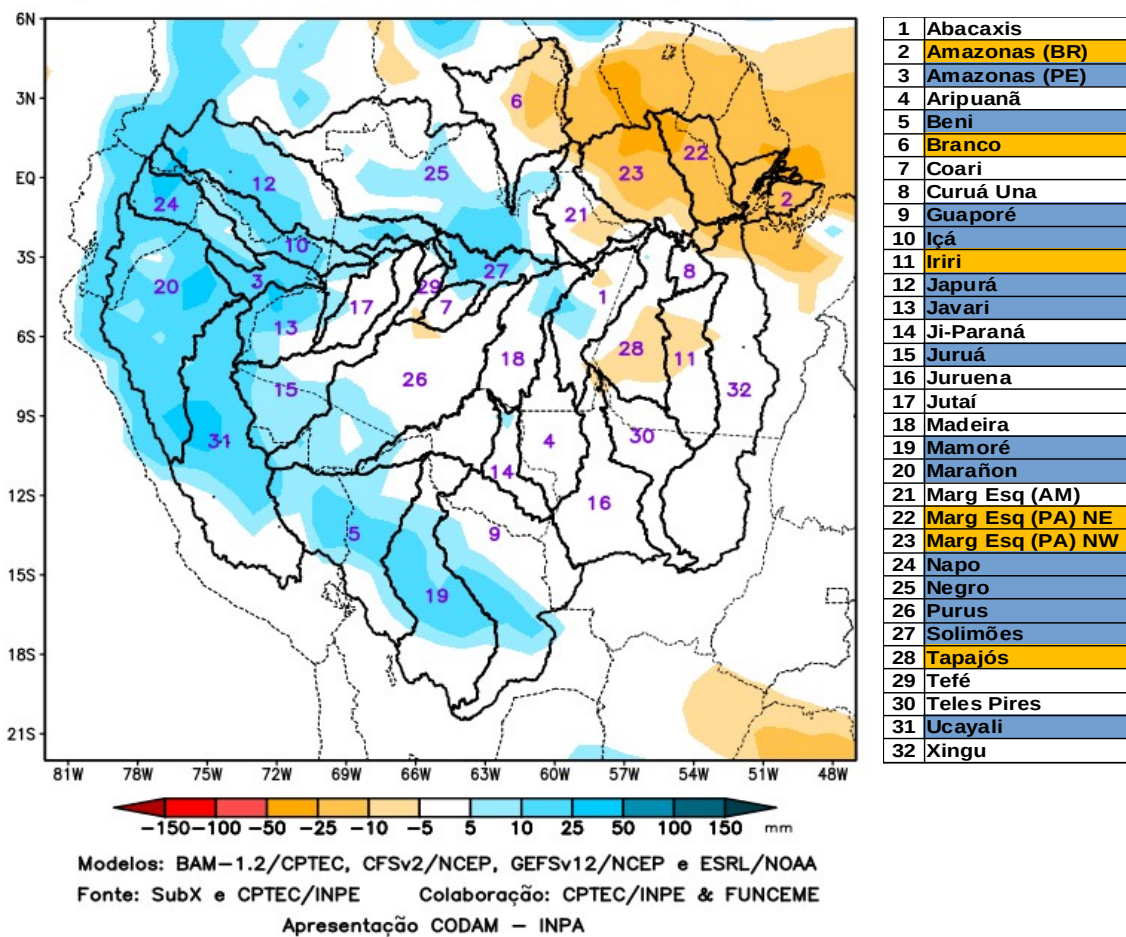 6N
3N
EQ
3S
6S
9S
12S
15S
18S
21S
81W 78W 75W 72W 69W 66W 63W 60W 57W 54W 51W 48W
6
25
23
22
12
24
21
2
10
3
20
27
8
29
1
17
7
13
28
18
11
26
15
32
31
4
30
14
16
5
9
19
1 Abacaxis
2 Amazonas (BR)
3 Amazonas (PE)
4 Aripuanã
5 Beni
6 Branco
7 Coari
8 Curuá Una
9 Guaporé
10 Içá
11 Iriri
12 Japurá
13 Javari
14 Ji-Paraná
15 Juruá
16 Juruena
17 Jutaí
18 Madeira
19 Mamoré
20 Marañon
21 Marg Esq (AM)
22 Marg Esq (PA) NE
23 Marg Esq (PA) NW
24 Napo
25 Negro
26 Purus
27 Solimões
28 Tapajós
29 Tefé
30 Teles Pires
31 Ucayali
32 Xingu
-150 -100 -50 -25 -10 -5 5 10 25 50 100 150 mm
Modelos: BAM-1.2/CPTEC, CFSv2/NCEP, GEFSv12/NCEP e ESRL/NOAA
Fonte: SubX e CPTEC/INPE Colaboração: CPTEC/INPE & FUNCEME
Apresentação CODAM - INPA